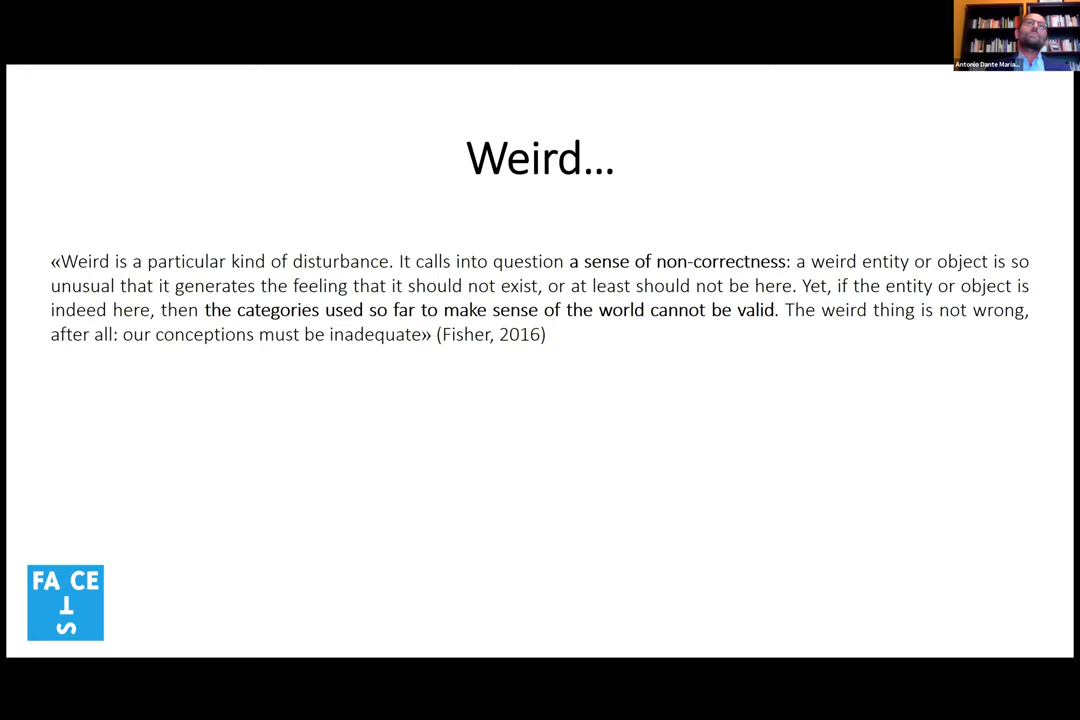 Antonio Dante Maria...
Weird...
«Weird is a particular kind of disturbance. It calls into question a sense of non-correctness: a weird entity or object is so
unusual that it generates the feeling that it should not exist, or at least should not be here. Yet, if the entity or object is
indeed here, then the categories used so far to make sense of the world cannot be valid. The weird thing is not wrong,
after all: our conceptions must be inadequate» (Fisher, 2016)
FA CE
T
S